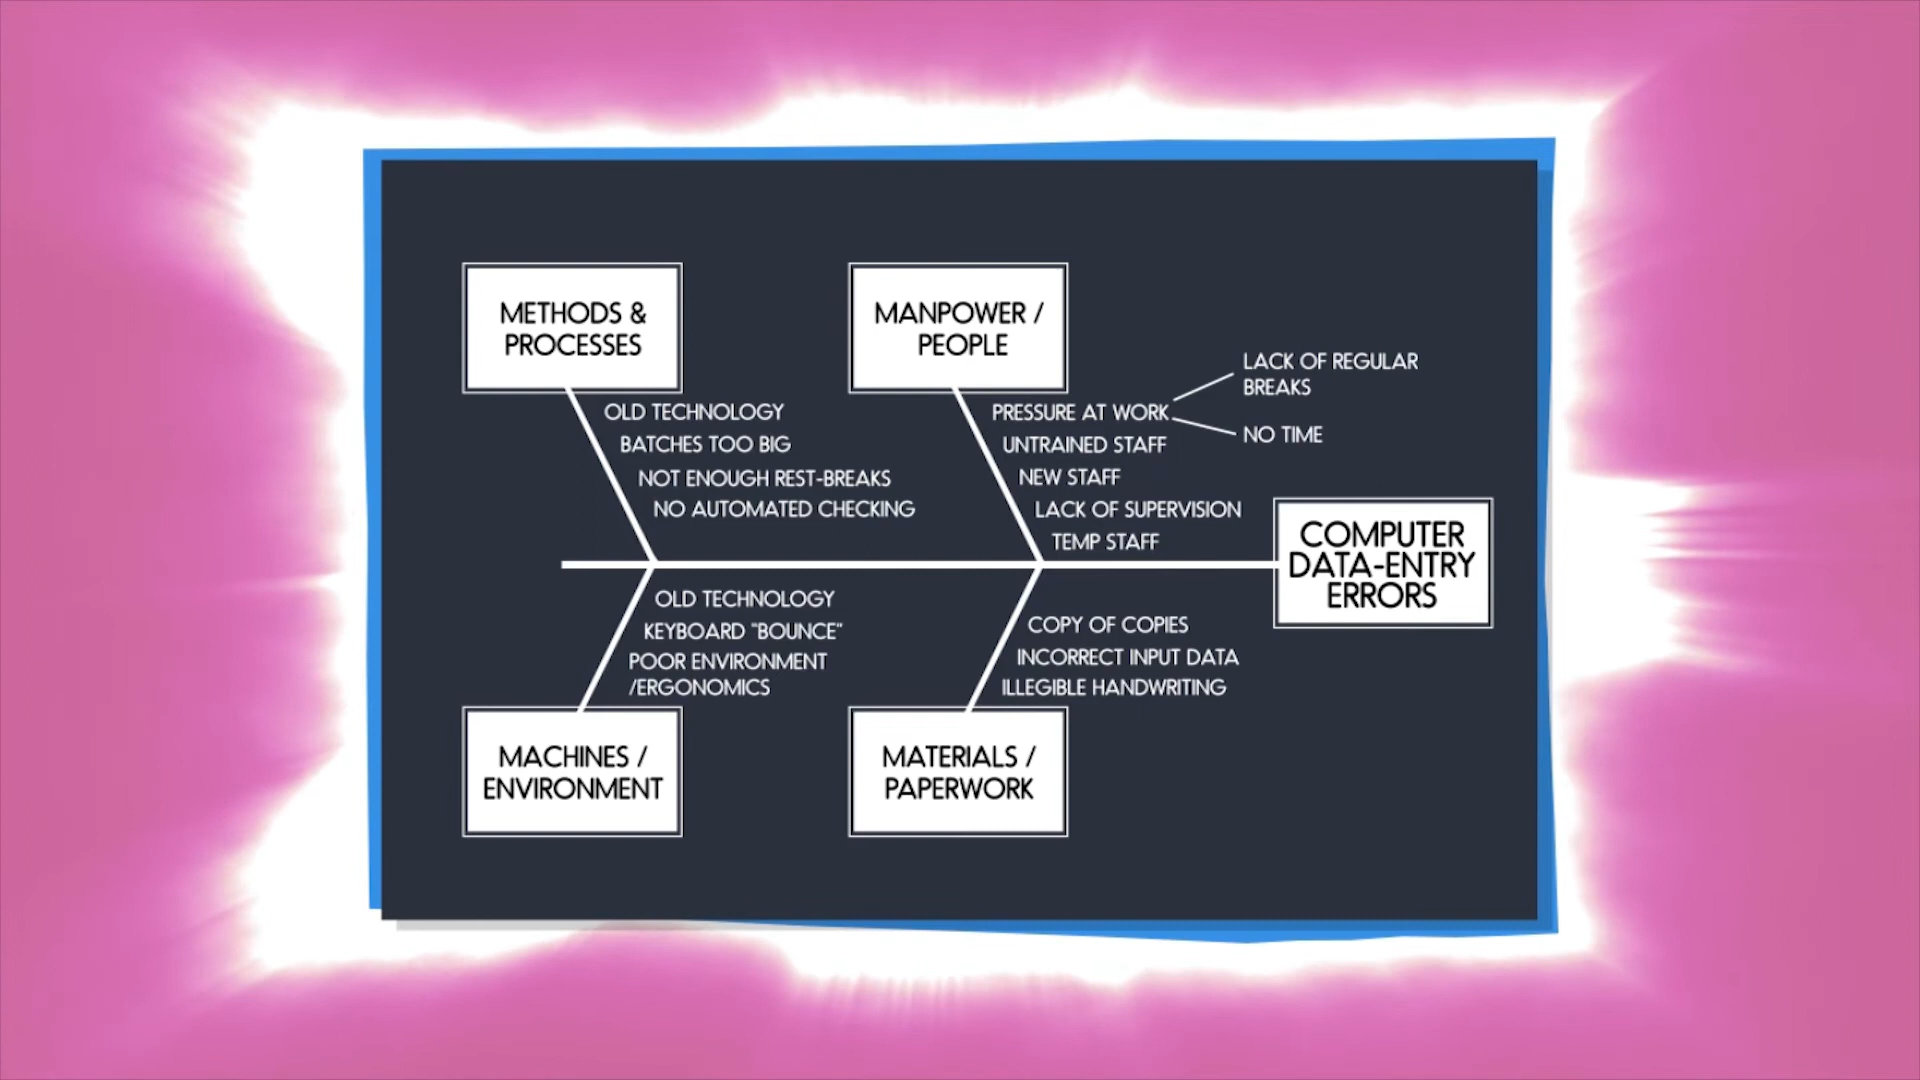 METHODS &
PROCESSES
OLD TECHNOLOGY
BATCHES TOO BIG
NOT ENOUGH REST-BREAKS
NO AUTOMATED CHECKING
MANPOWER /
PEOPLE
PRESSURE AT WORK
LACK OF REGULAR
BREAKS
NO TIME
UNTRAINED STAFF
NEW STAFF
LACK OF SUPERVISION
TEMP STAFF
COMPUTER
DATA-ENTRY
ERRORS
OLD TECHNOLOGY
KEYBOARD "BOUNCE"
POOR ENVIRONMENT
/ERGONOMICS
MACHINES /
ENVIRONMENT
COPY OF COPIES
INCORRECT INPUT DATA
ILLEGIBLE HANDWRITING
MATERIALS /
PAPERWORK